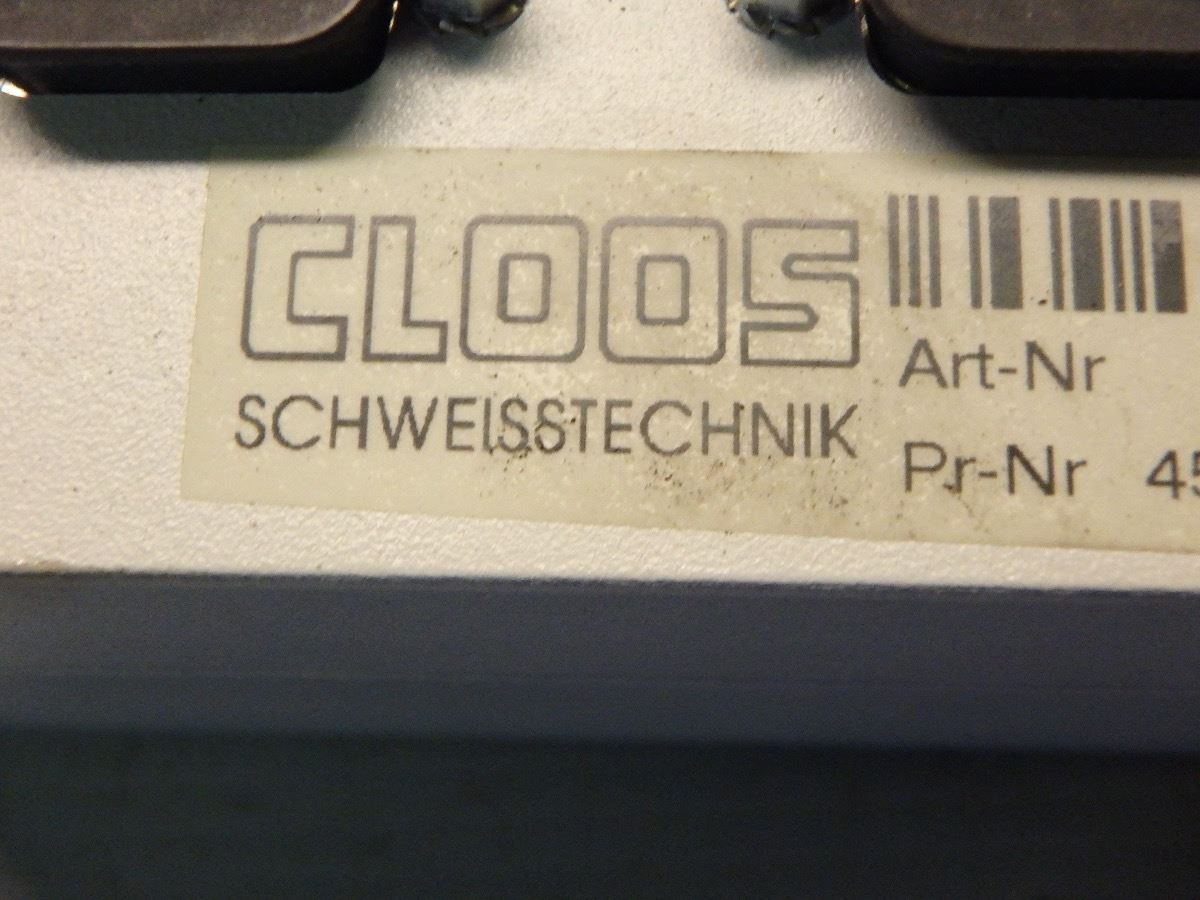 CLOOS
SCHWEISSTECHNIK
Art-Nr
Pr-Nr 45